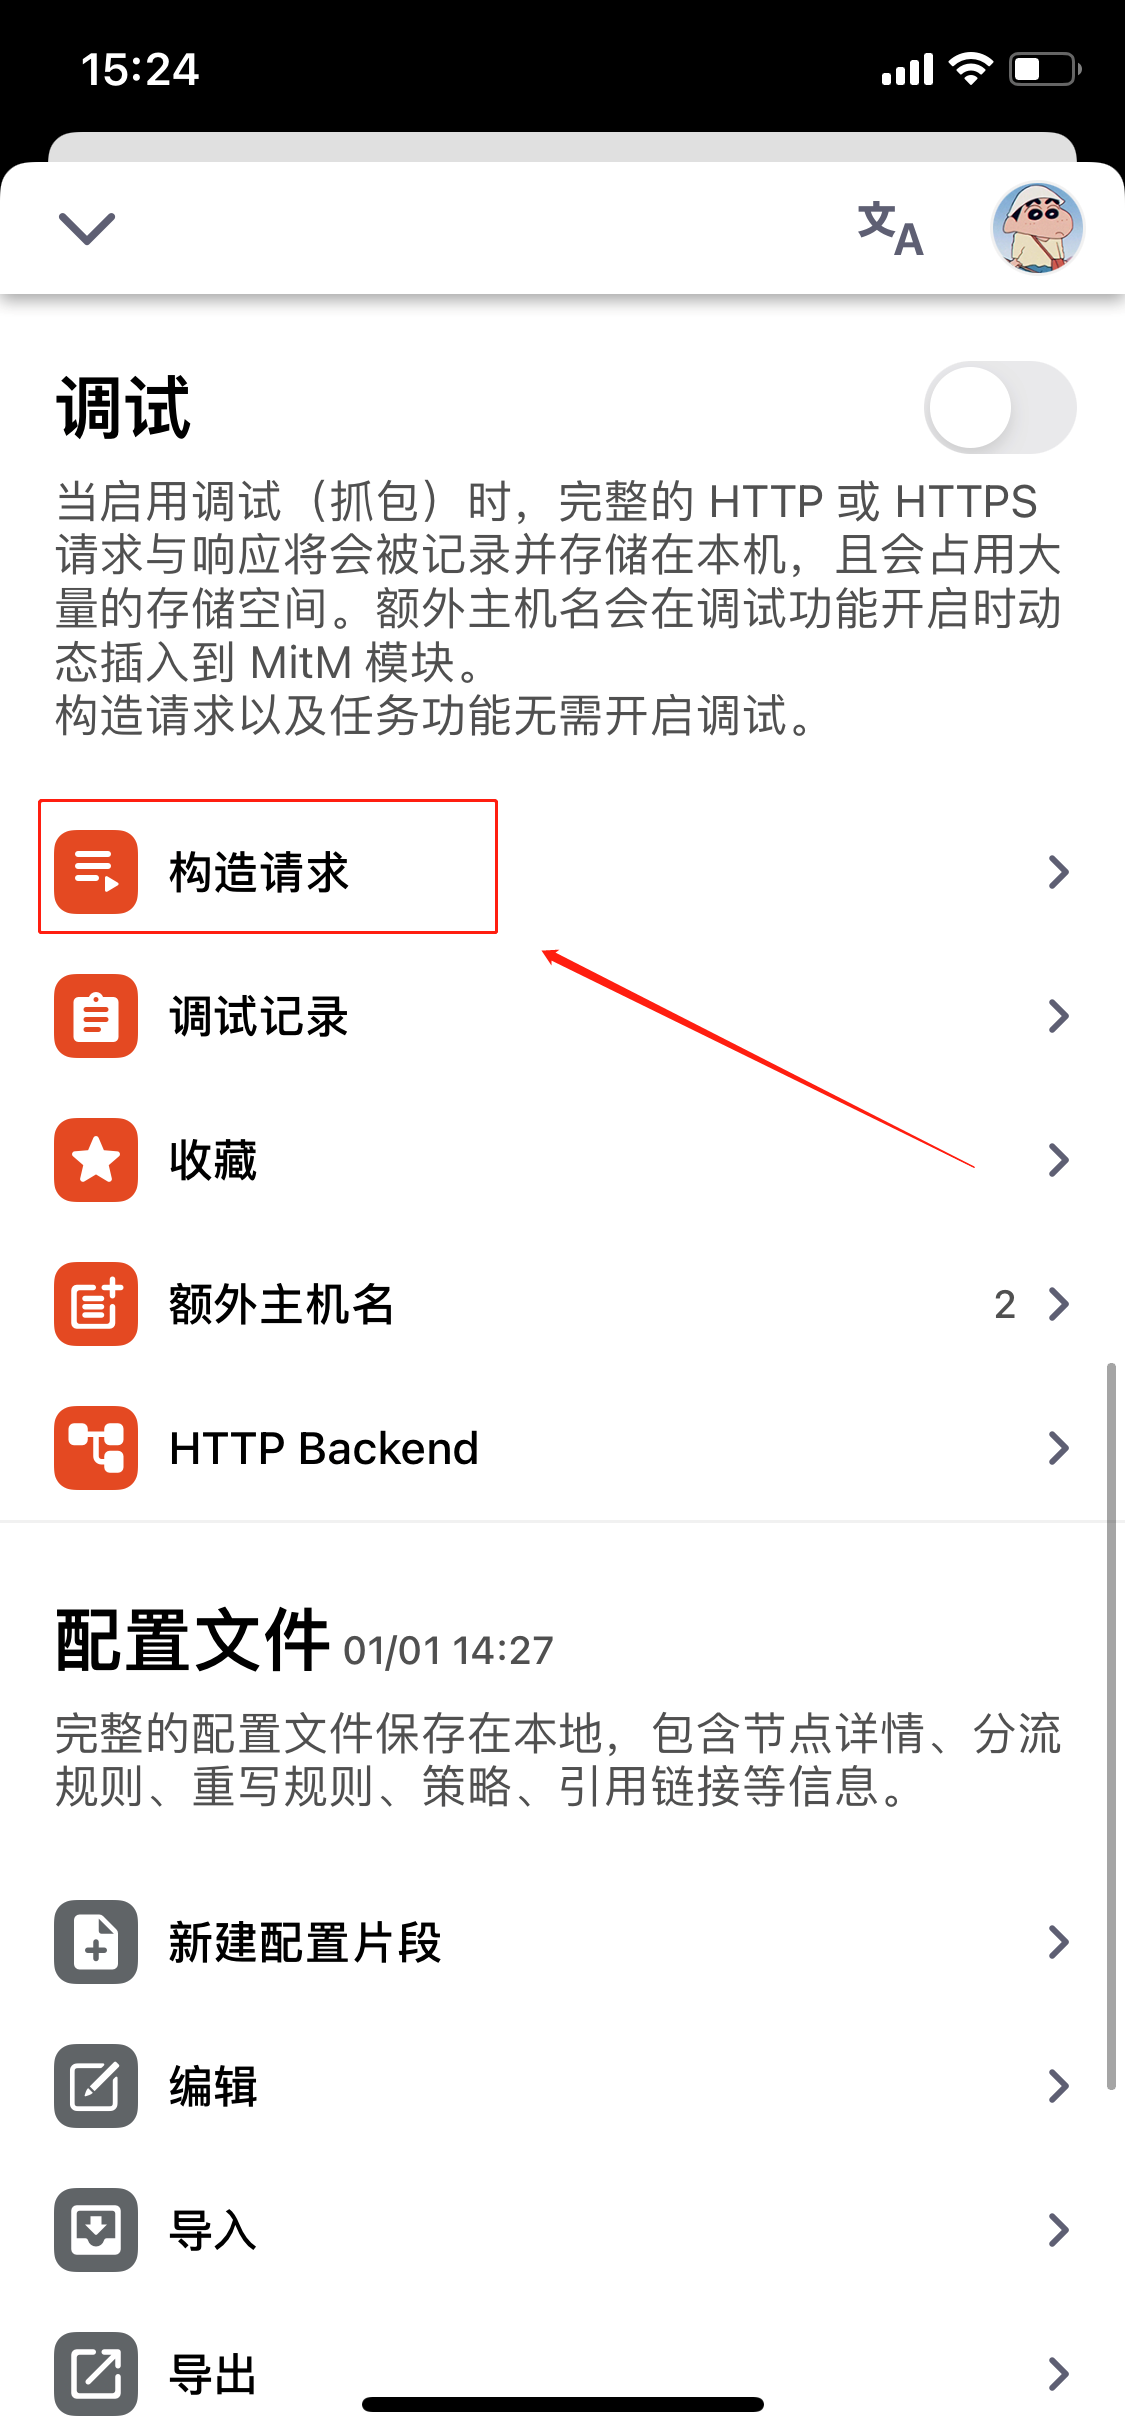 15:24
文A
调试
当启用调试（抓包）时，完整的 HTTP 或 HTTPS
请求与响应将会被记录并存储在本机，且会占用大
量的存储空间。额外主机名会在调试功能开启时动
态插入到 MitM 模块。
构造请求以及任务功能无需开启调试。
构造请求
调试记录
收藏
额外主机名 2
HTTP Backend
配置文件 01/01 14:27
完整的配置文件保存在本地，包含节点详情、分流
规则、重写规则、策略、引用链接等信息。
新建配置片段
编辑
导入
导出